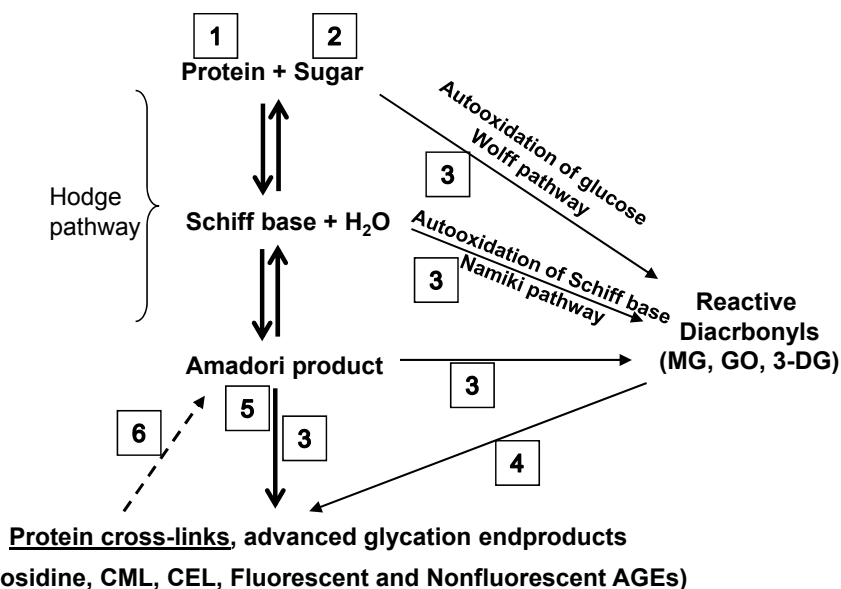 1 2
Protein + Sugar
Autooxidation of glucose
Wolff pathway
3
Hodge
pathway
Schiff base + H₂O
Autooxidation of Schiff base
Namiki pathway
3
Reactive
Diacrbonyls
(MG, GO, 3-DG)
Amadori product
3
5
3
6
4
Protein cross-links, advanced glycation endproducts
osidine, CML, CEL, Fluorescent and Nonfluorescent AGEs)